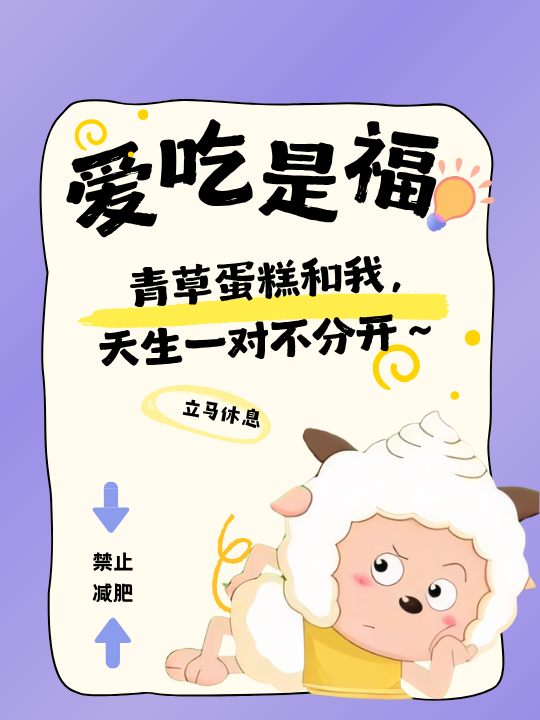 爱吃是福
青草蛋糕和我，
天生一对不分开～
立马休息
禁止
减肥